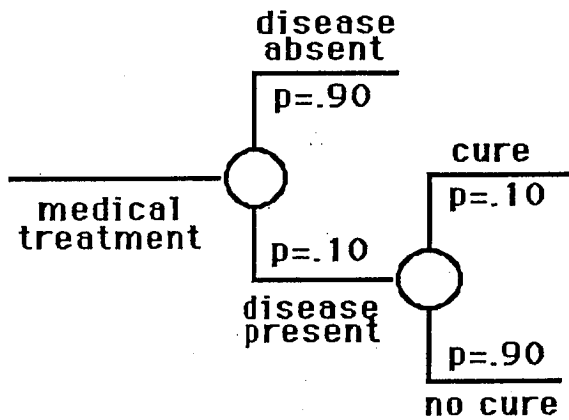 disease
absent
p=.90
cure
p=.10
medical
treatment
p=.10
disease
present
p=.90
no cure